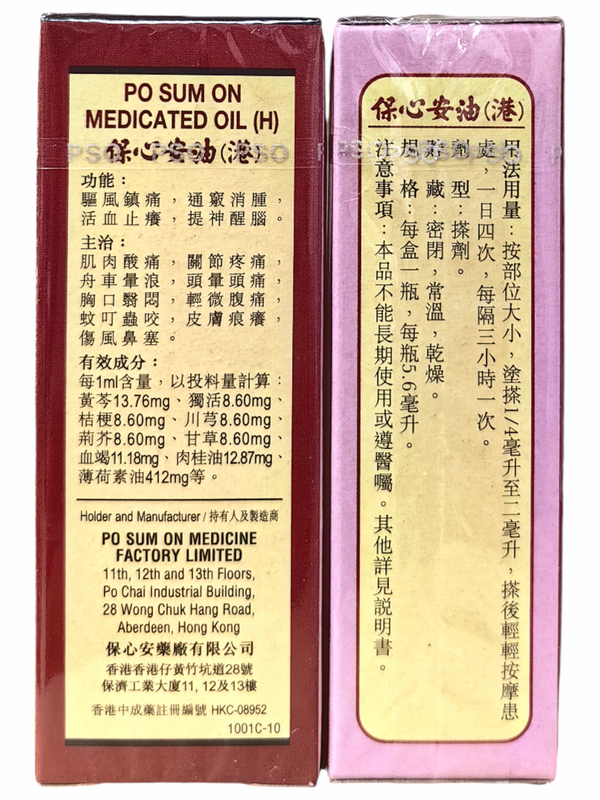 PO SUM ON
MEDICATED OIL (H)
保心安油(港)
功能：
驅風鎮痛，通竅消腫，
活血止癢，提神醒腦。
主治：
肌肉酸痛，關節疼痛，
舟車暈浪，頭暈頭痛，
胸口翳悶，輕微腹痛，
蚊叮蟲咬，皮膚痕癢，
傷風鼻塞。
有效成分：
每1ml含量，以投料量計算：
黃芩13.76mg、獨活8.60mg、
桔梗8.60mg、川芎8.60mg、
荊芥8.60mg、甘草8.60mg、
血竭11.18mg、肉桂油12.87mg、
薄荷素油412mg等。
Holder and Manufacturer / 持有人及製造商
PO SUM ON MEDICINE
FACTORY LIMITED
11th, 12th and 13th Floors,
Po Chai Industrial Building,
28 Wong Chuk Hang Road,
Aberdeen, Hong Kong
保心安藥廠有限公司
香港香港仔黃竹坑道28號
保濟工業大廈11, 12及13樓
香港中成藥註冊編號 HKC-08952
1001C-10
保心安油(港)
用法用量：按部位大小，塗搽1/4毫升至二毫升，搽後輕輕按摩患
處，一日四次，每隔三小時一次。
劑　型：搽劑。
貯　藏：密閉，常溫，乾燥。
規　格：每盒一瓶，每瓶5.6毫升。
注意事項：本品不能長期使用或遵醫囑。其他詳見説明書。
PSO PSO PSO